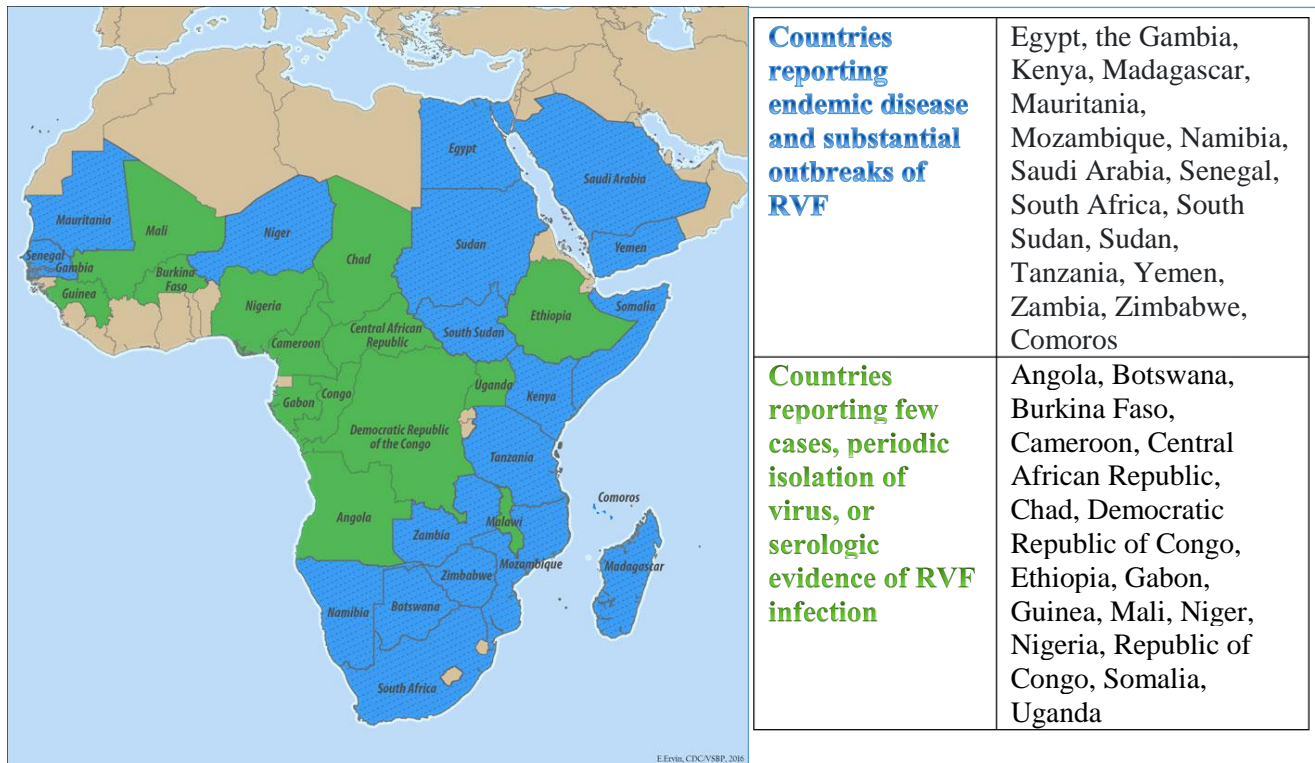 Egypt
Saudi Arabia
Mauritania
Mali
Niger
Sudan
Yemen
Chad
Senegal
Gambia
Burkina
Faso
Guinea
Nigeria
Somalia
Ethiopia
South Sudan
Central African
Republic
Cameroon
Uganda
Kenya
Gabon
Congo
Democratic Republic
of the Congo
Tanzania
Comoros
Angola
Malawi
Zambia
Mozambique
Madagascar
Zimbabwe
Namibia
Botswana
South Africa
E.Ervin, CDC/VSBP, 2016
Countries
reporting
endemic disease
and substantial
outbreaks of
RVF
Egypt, the Gambia,
Kenya, Madagascar,
Mauritania,
Mozambique, Namibia,
Saudi Arabia, Senegal,
South Africa, South
Sudan, Sudan,
Tanzania, Yemen,
Zambia, Zimbabwe,
Comoros
Countries
reporting few
cases, periodic
isolation of
virus, or
serologic
evidence of RVF
infection
Angola, Botswana,
Burkina Faso,
Cameroon, Central
African Republic,
Chad, Democratic
Republic of Congo,
Ethiopia, Gabon,
Guinea, Mali, Niger,
Nigeria, Republic of
Congo, Somalia,
Uganda